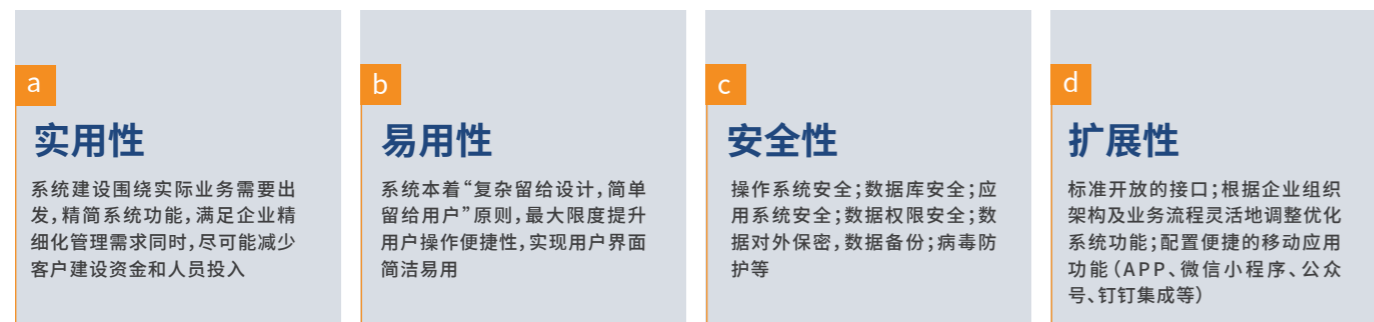 a
实用性
系统建设围绕实际业务需要出
发,精简系统功能,满足企业精
细化管理需求同时,尽可能减少
客户建设资金和人员投入
b
易用性
系统本着“复杂留给设计,简单
留给用户”原则,最大限度提升
用户操作便捷性,实现用户界面
简洁易用
c
安全性
操作系统安全;数据库安全;应
用系统安全;数据权限安全;数
据对外保密,数据备份;病毒防
护等
d
扩展性
标准开放的接口;根据企业组织
架构及业务流程灵活地调整优化
系统功能;配置便捷的移动应用
功能(APP、微信小程序、公众
号、钉钉集成等)